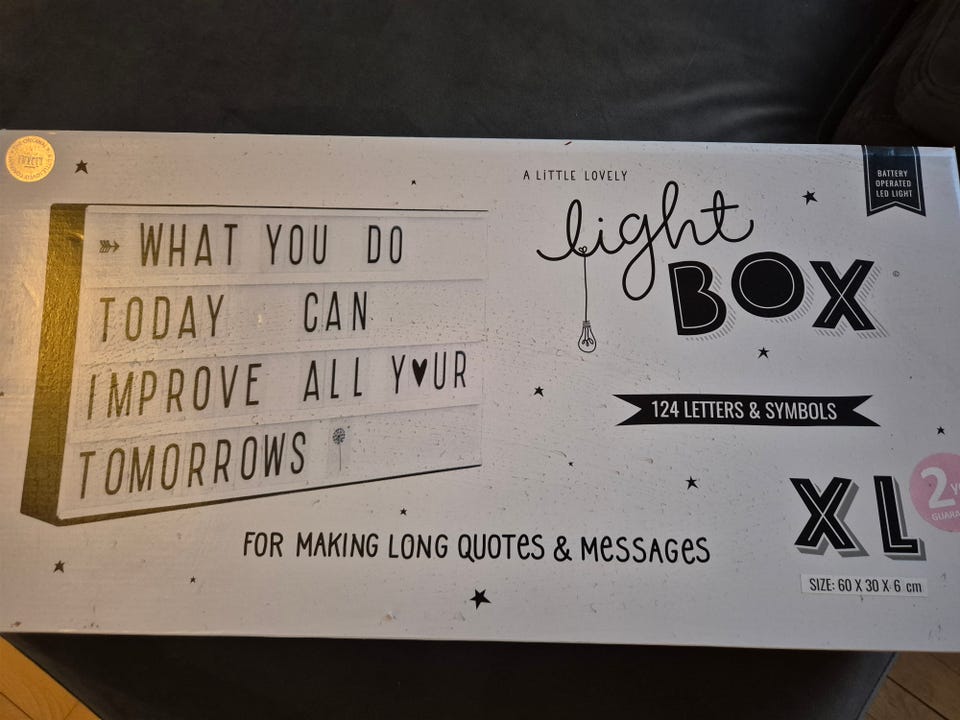 WHAT YOU DO
TODAY CAN
IMPROVE ALL Y♥UR
TOMORROWS
A LITTLE LOVELY
light
BOX
©
BATTERY
OPERATED
LED LIGHT
124 LETTERS & SYMBOLS
XL
2
SIZE: 60 X 30 X 6 cm
FOR MAKING LONG QUOTES & MESSAGES